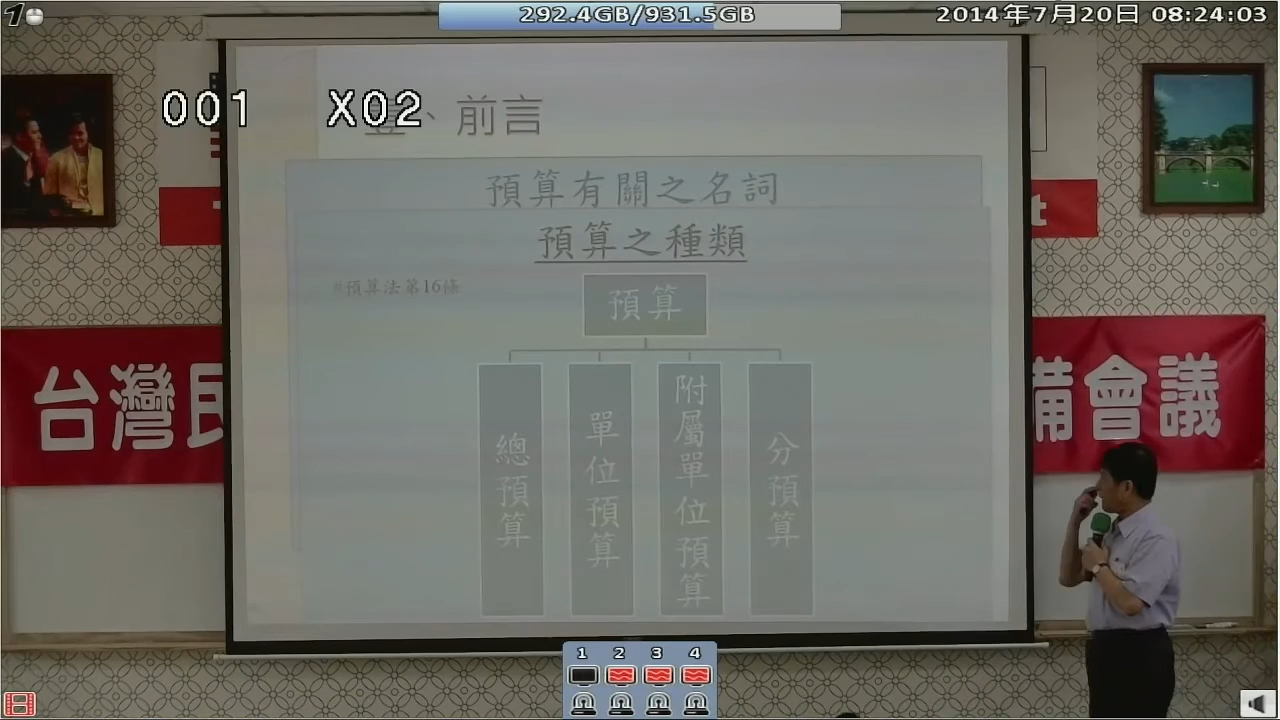 292.4GB/931.5GB
2014年7月20日 08:24:03
001 X02
壹、前言
預算有關之名詞
預算之種類
#預算法第16條
預算
總預算
單位預算
附屬單位預算
分預算
台灣民
備會議
t
1 2 3 4